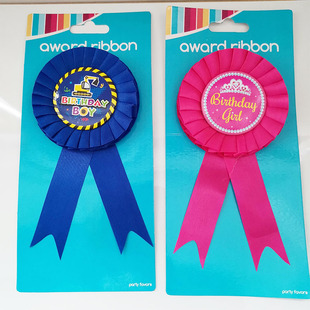 award ribbon
BIRTHDAY
BOY
party favors
award ribbon
Birthday
Girl
party favors